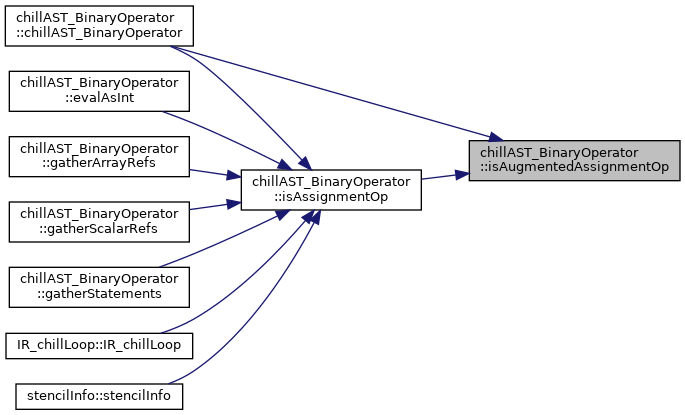 chillAST_BinaryOperator
::chillAST_BinaryOperator
chillAST_BinaryOperator
::evalAsInt
chillAST_BinaryOperator
::gatherArrayRefs
chillAST_BinaryOperator
::gatherScalarRefs
chillAST_BinaryOperator
::gatherStatements
IR_chillLoop::IR_chillLoop
stencilInfo::stencilInfo
chillAST_BinaryOperator
::isAssignmentOp
chillAST_BinaryOperator
::isAugmentedAssignmentOp